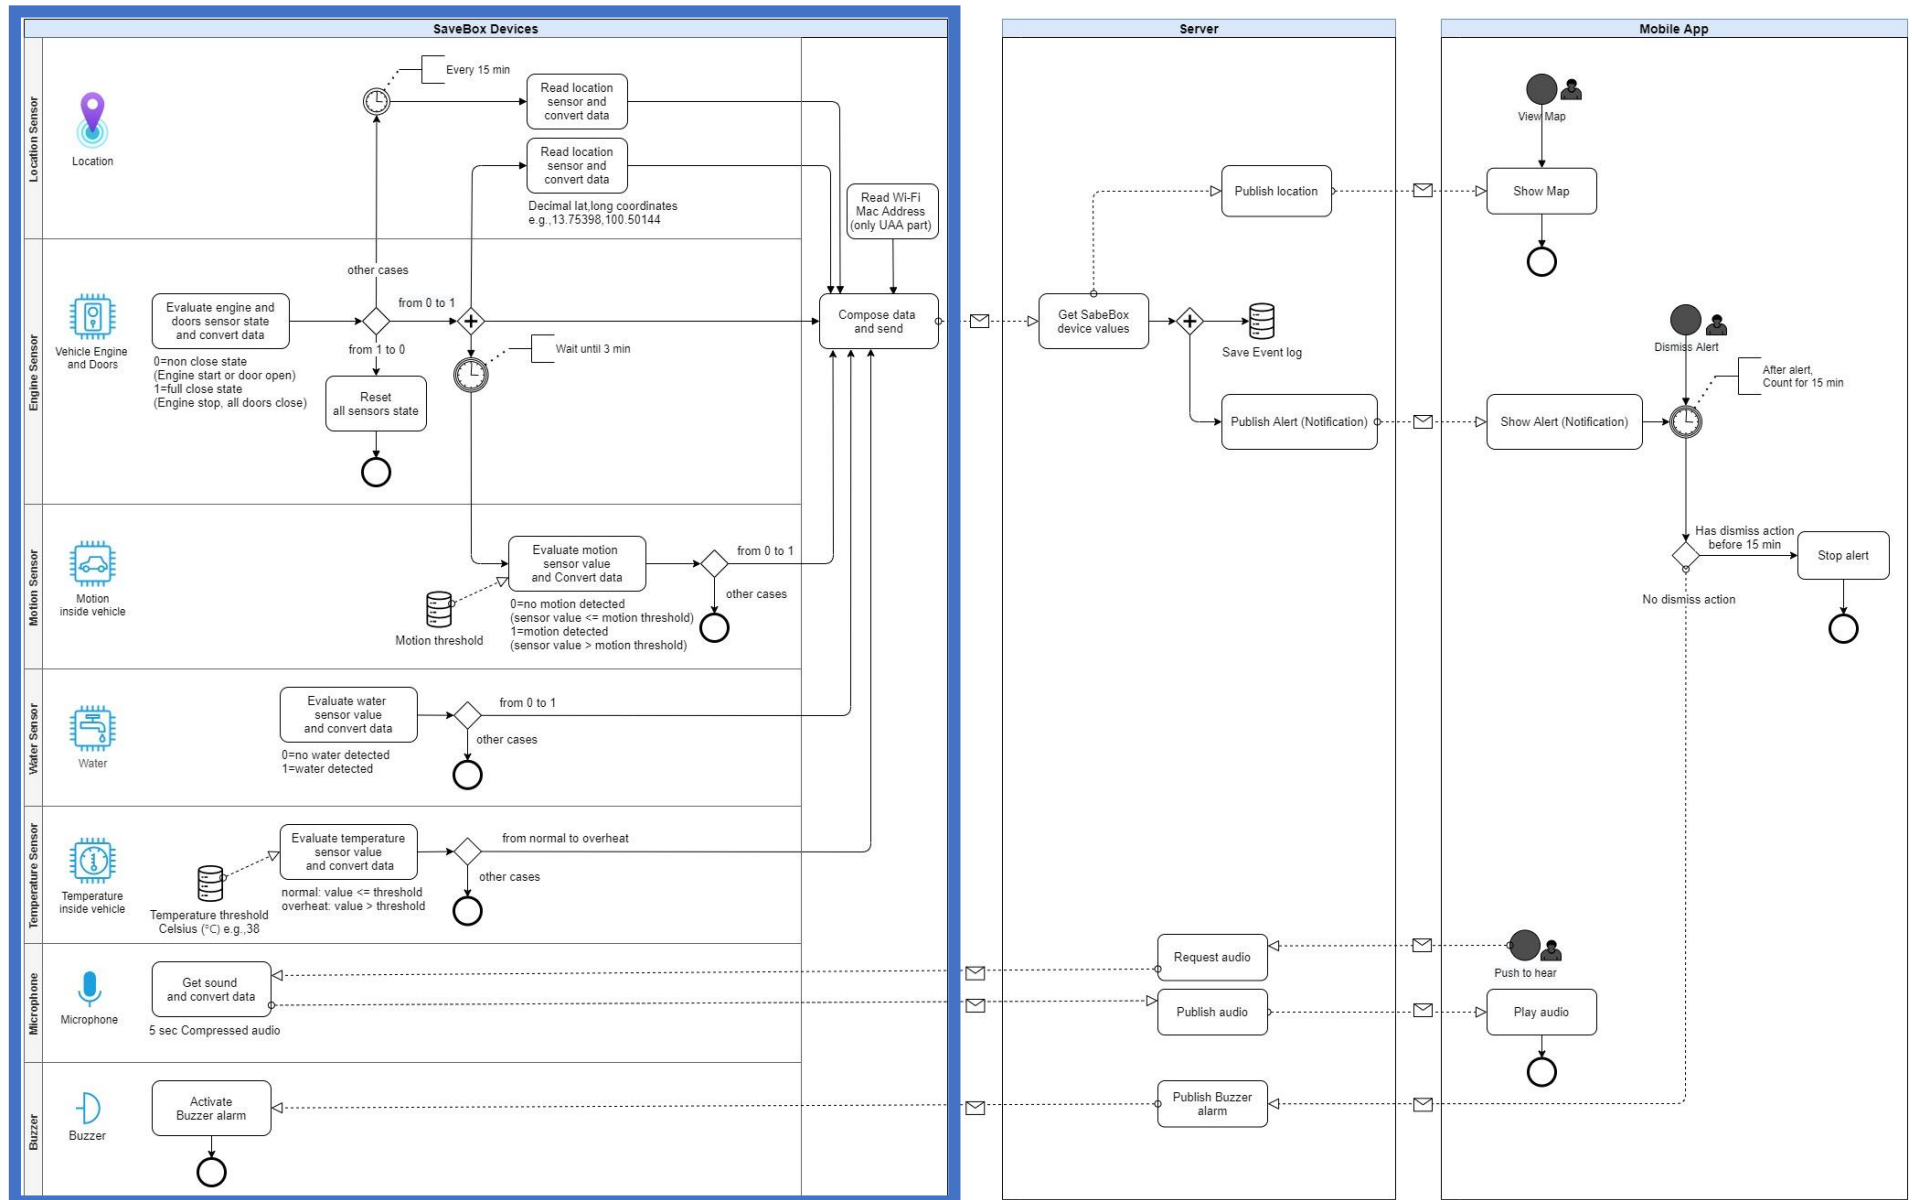 SaveBox Devices
Server
Mobile App
Location Sensor
Location
Every 15 min
Read location
sensor and
convert data
Read location
sensor and
convert data
Decimal lat,long coordinates
e.g.,13.75398,100.50144
Read Wi-Fi
Mac Address
(only UAA part)
Engine Sensor
Vehicle Engine
and Doors
Evaluate engine and
doors sensor state
and convert data
0=non close state
(Engine start or door open)
1=full close state
(Engine stop, all doors close)
other cases
from 0 to 1
from 1 to 0
Reset
all sensors state
Wait until 3 min
Compose data
and send
Motion Sensor
Motion
inside vehicle
Motion threshold
Evaluate motion
sensor value
and Convert data
0=no motion detected
(sensor value <= motion threshold)
1=motion detected
(sensor value > motion threshold)
from 0 to 1
other cases
Water Sensor
Water
Evaluate water
sensor value
and convert data
0=no water detected
1=water detected
from 0 to 1
other cases
Temperature Sensor
Temperature
inside vehicle
Temperature threshold
Celsius (°C) e.g.,38
Evaluate temperature
sensor value
and convert data
normal: value <= threshold
overheat: value > threshold
from normal to overheat
other cases
Microphone
Microphone
Get sound
and convert data
5 sec Compressed audio
Buzzer
Buzzer
Activate
Buzzer alarm
Publish location
Get SabeBox
device values
Save Event log
Publish Alert (Notification)
Request audio
Publish audio
Publish Buzzer
alarm
View Map
Show Map
Dismiss Alert
After alert,
Count for 15 min
Show Alert (Notification)
Has dismiss action
before 15 min
Stop alert
No dismiss action
Push to hear
Play audio